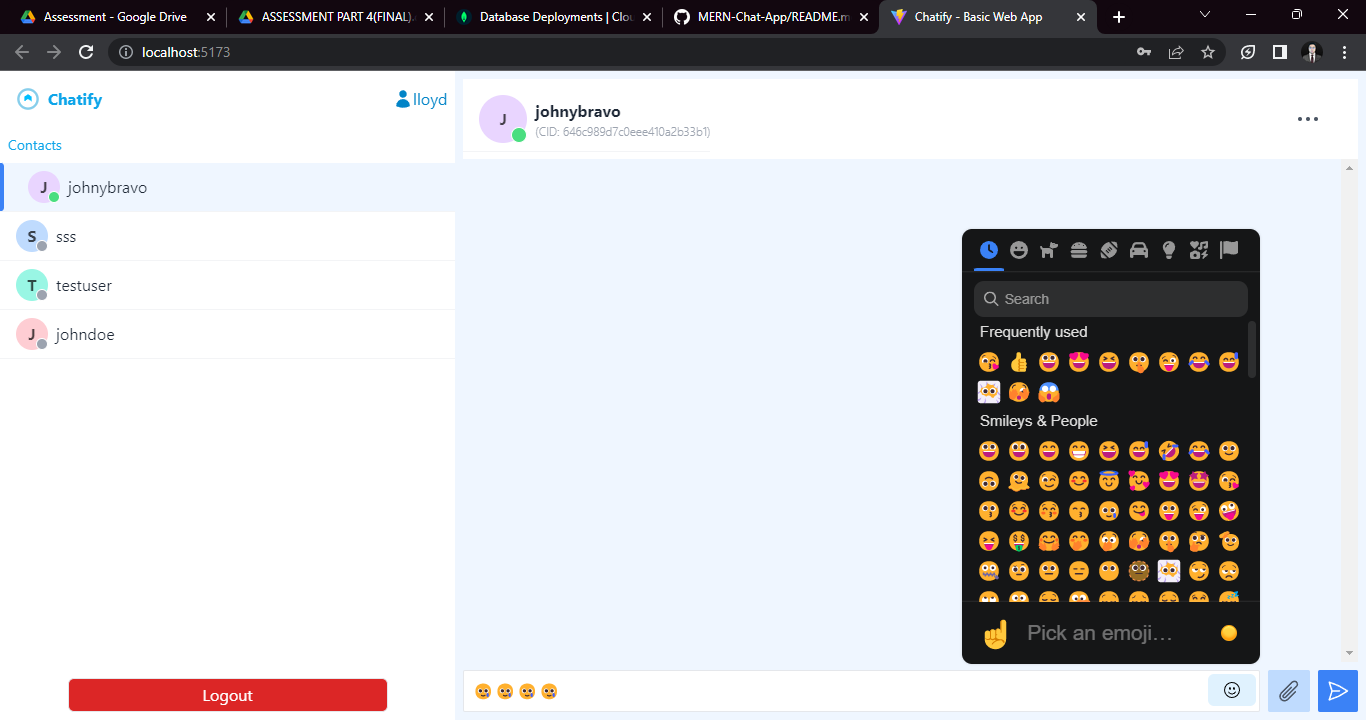 Assessment - Google Drive
ASSESSMENT PART 4(FINAL).
Database Deployments | Clou
MERN-Chat-App/README.m
Chatify - Basic Web App
localhost:5173
Chatify
lloyd
Contacts
J
johnybravo
S
sss
T
testuser
J
johndoe
Logout
J
johnybravo
(CID: 646c989d7c0eee410a2b33b1)
Search
Frequently used
Smileys & People
Pick an emoji…